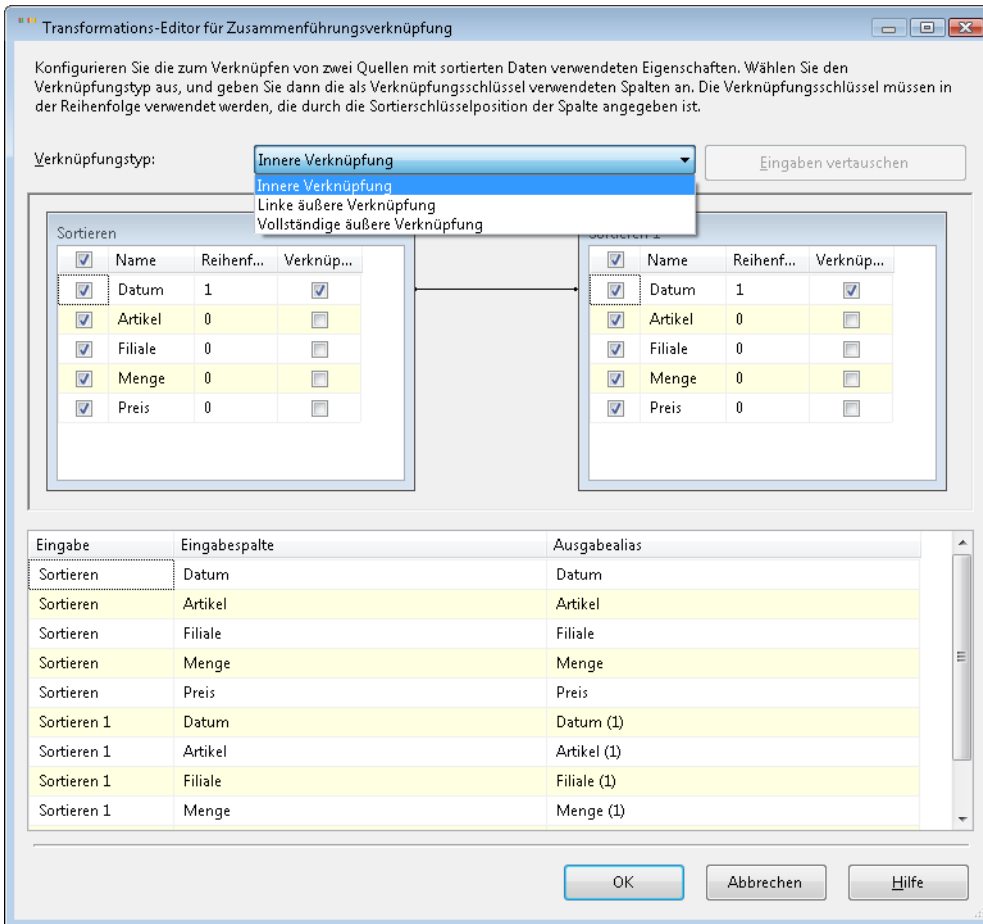 Transformations-Editor für Zusammenführungsverknüpfung
Konfigurieren Sie die zum Verknüpfen von zwei Quellen mit sortierten Daten verwendeten Eigenschaften. Wählen Sie den
Verknüpfungstyp aus, und geben Sie dann die als Verknüpfungsschlüssel verwendeten Spalten an. Die Verknüpfungsschlüssel müssen in
der Reihenfolge verwendet werden, die durch die Sortierschlüsselposition der Spalte angegeben ist.
Verknüpfungstyp: Innere Verknüpfung Eingaben vertauschen
Innere Verknüpfung
Linke äußere Verknüpfung
Vollständige äußere Verknüpfung
Sortieren Sortieren 1
Name Reihenf... Verknüp... Name Reihenf... Verknüp...
Datum 1 Datum 1
Artikel 0 Artikel 0
Filiale 0 Filiale 0
Menge 0 Menge 0
Preis 0 Preis 0
Eingabe Eingabespalte Ausgabealias
Sortieren Datum Datum
Sortieren Artikel Artikel
Sortieren Filiale Filiale
Sortieren Menge Menge
Sortieren Preis Preis
Sortieren 1 Datum Datum (1)
Sortieren 1 Artikel Artikel (1)
Sortieren 1 Filiale Filiale (1)
Sortieren 1 Menge Menge (1)
OK Abbrechen Hilfe